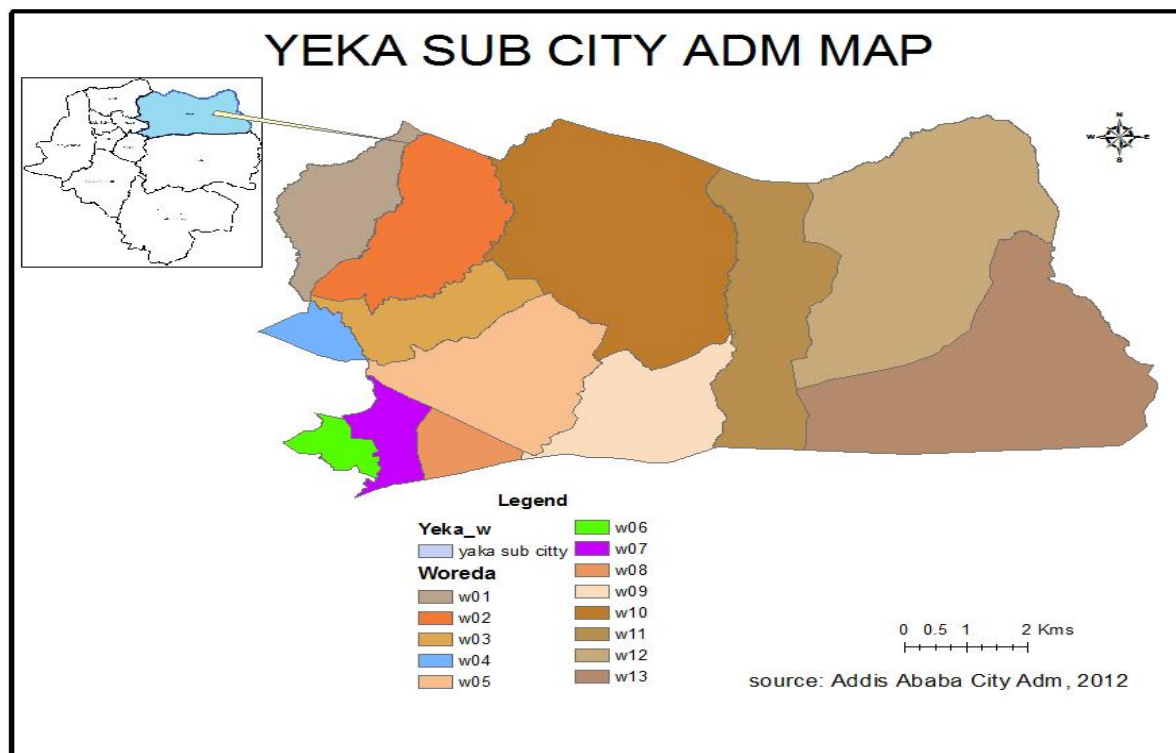 YEKA SUB CITY ADM MAP
N
W E
S
Legend
Yeka_w
yaka sub citty
Woreda
w01
w02
w03
w04
w05
w06
w07
w08
w09
w10
w11
w12
w13
0 0.5 1 2 Kms
source: Addis Ababa City Adm, 2012